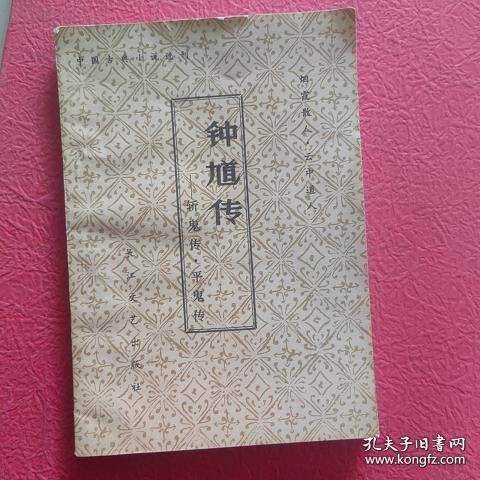 中国古典小说选刊
烟霞散人·云中道人
钟馗传
——斩鬼传·平鬼传
长江文艺出版社
孔夫子旧书网
www.kongfz.com